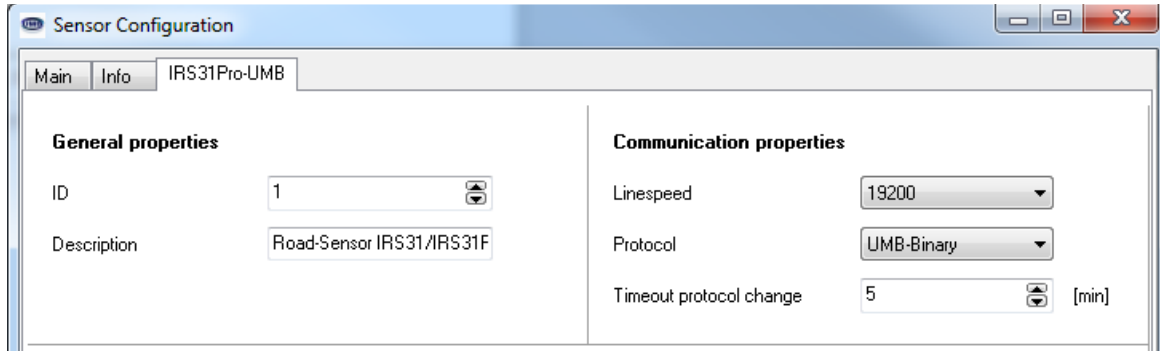 Sensor Configuration
Main Info IRS31Pro-UMB
General properties
ID 1
Description Road-Sensor IRS31/IRS31F
Communication properties
Linespeed 19200
Protocol UMB-Binary
Timeout protocol change 5 [min]